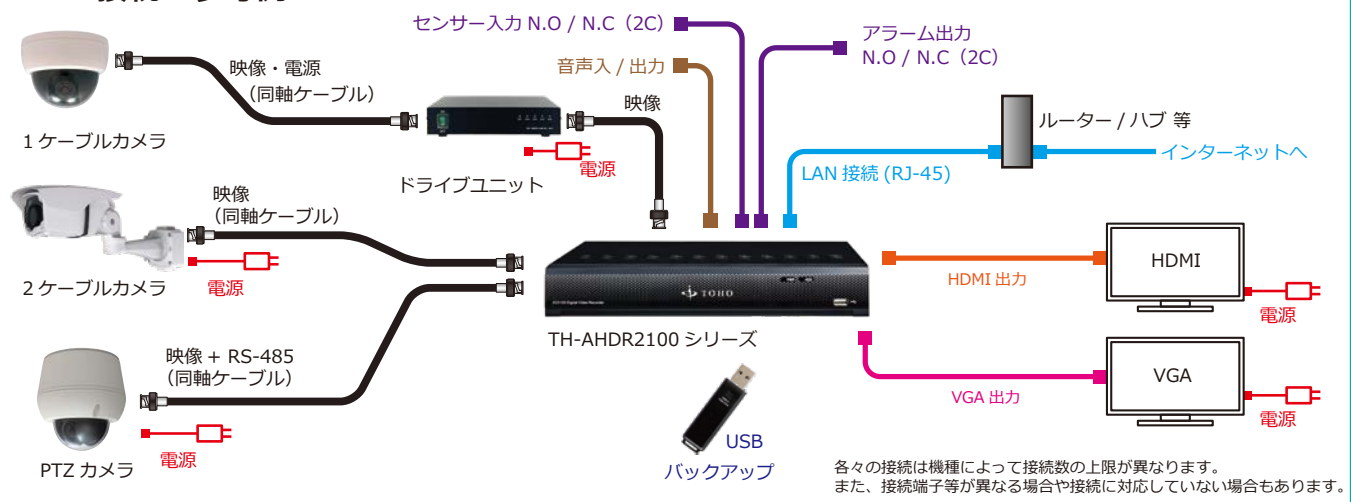 センサー入力 N.O / N.C（2C）
アラーム出力
N.O / N.C（2C）
音声入 / 出力
映像・電源
（同軸ケーブル）
映像
ルーター / ハブ 等
1 ケーブルカメラ
電源
ドライブユニット
LAN 接続 (RJ-45)
インターネットへ
映像
（同軸ケーブル）
2 ケーブルカメラ
電源
TOHO
TH-AHDR2100 シリーズ
HDMI 出力
HDMI
電源
映像 + RS-485
（同軸ケーブル）
PTZ カメラ
電源
USB
バックアップ
VGA 出力
VGA
電源
各々の接続は機種によって接続数の上限が異なります。
また、接続端子等が異なる場合や接続に対応していない場合もあります。